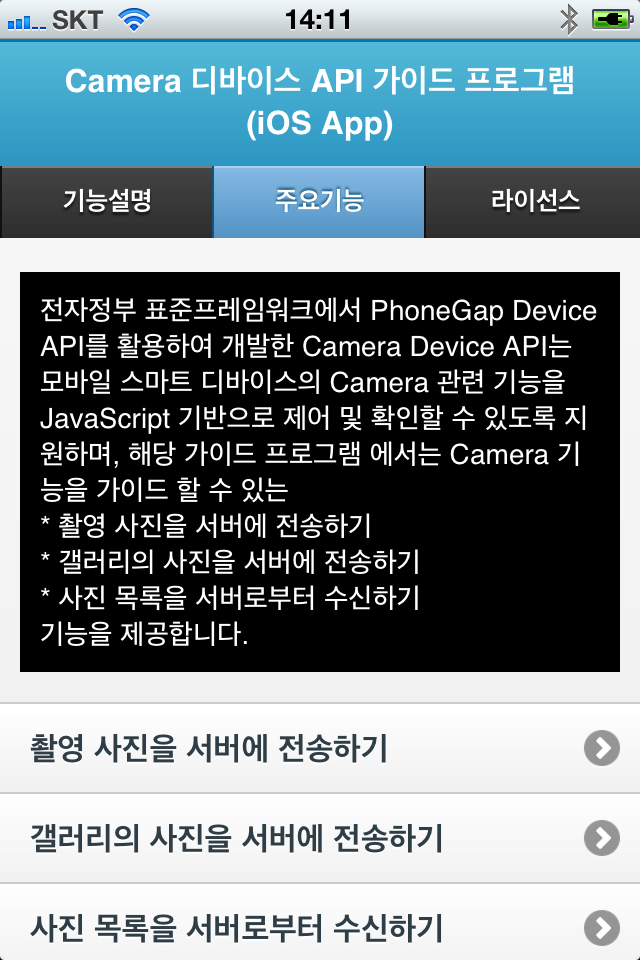 SKT 14:11
Camera 디바이스 API 가이드 프로그램
(iOS App)
기능설명 주요기능 라이선스
전자정부 표준프레임워크에서 PhoneGap Device
API를 활용하여 개발한 Camera Device API는
모바일 스마트 디바이스의 Camera 관련 기능을
JavaScript 기반으로 제어 및 확인할 수 있도록 지
원하며, 해당 가이드 프로그램 에서는 Camera 기
능을 가이드 할 수 있는
* 촬영 사진을 서버에 전송하기
* 갤러리의 사진을 서버에 전송하기
* 사진 목록을 서버로부터 수신하기
기능을 제공합니다.
촬영 사진을 서버에 전송하기
갤러리의 사진을 서버에 전송하기
사진 목록을 서버로부터 수신하기